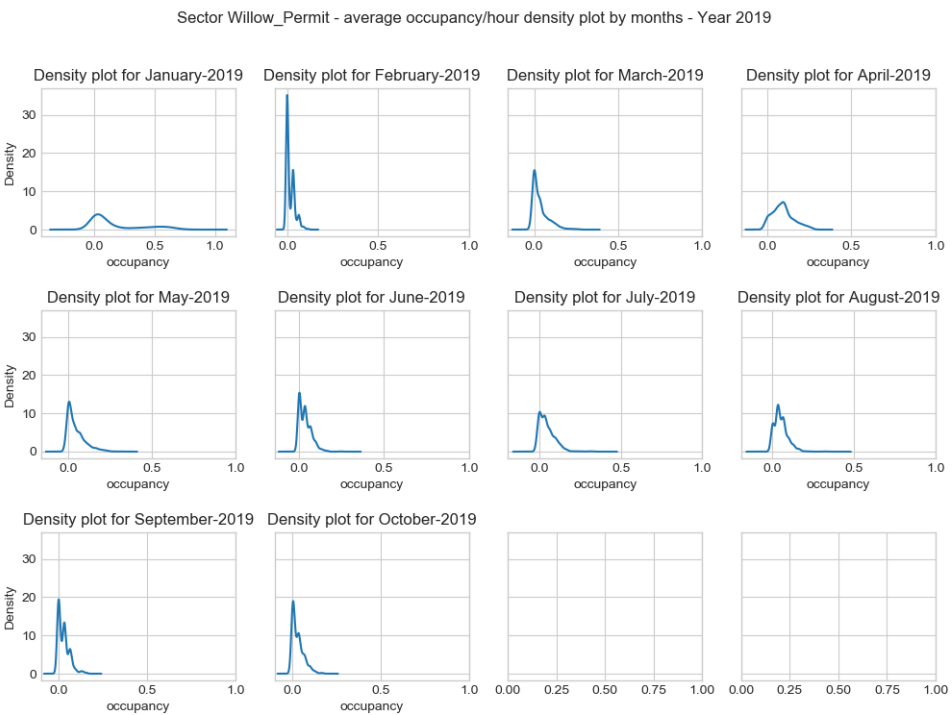 Sector Willow_Permit - average occupancy/hour density plot by months - Year 2019
Density plot for January-2019 Density plot for February-2019 Density plot for March-2019 Density plot for April-2019
30
20
10
0
Density
0.0 0.5 1.0 0.0 0.5 1.0 0.0 0.5 1.0 0.0 0.5 1.0
occupancy occupancy occupancy occupancy
Density plot for May-2019 Density plot for June-2019 Density plot for July-2019 Density plot for August-2019
30
20
10
0
Density
0.0 0.5 1.0 0.0 0.5 1.0 0.0 0.5 1.0 0.0 0.5 1.0
occupancy occupancy occupancy occupancy
Density plot for September-2019 Density plot for October-2019
30
20
10
0
Density
0.0 0.5 1.0 0.0 0.5 1.0 0.00 0.25 0.50 0.75 1.00 0.00 0.25 0.50 0.75 1.00
occupancy occupancy